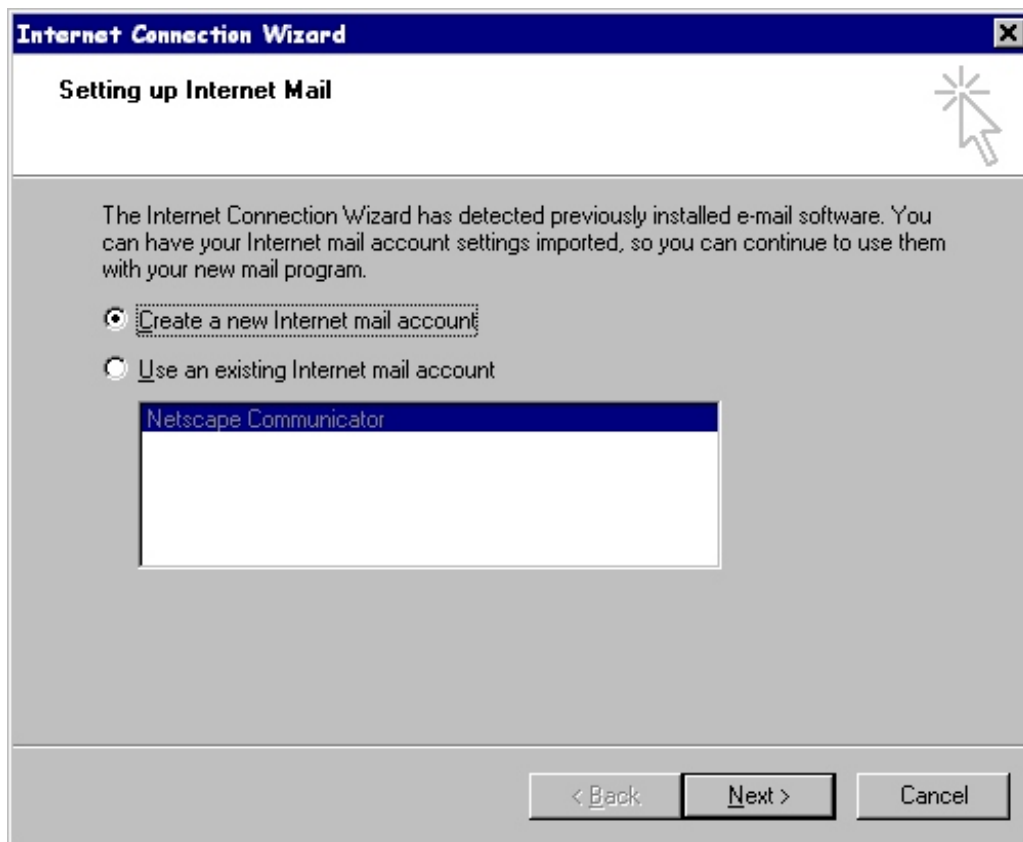 Internet Connection Wizard
Setting up Internet Mail
The Internet Connection Wizard has detected previously installed e-mail software. You
can have your Internet mail account settings imported, so you can continue to use them
with your new mail program.
Create a new Internet mail account
Use an existing Internet mail account
Netscape Communicator
< Back Next > Cancel